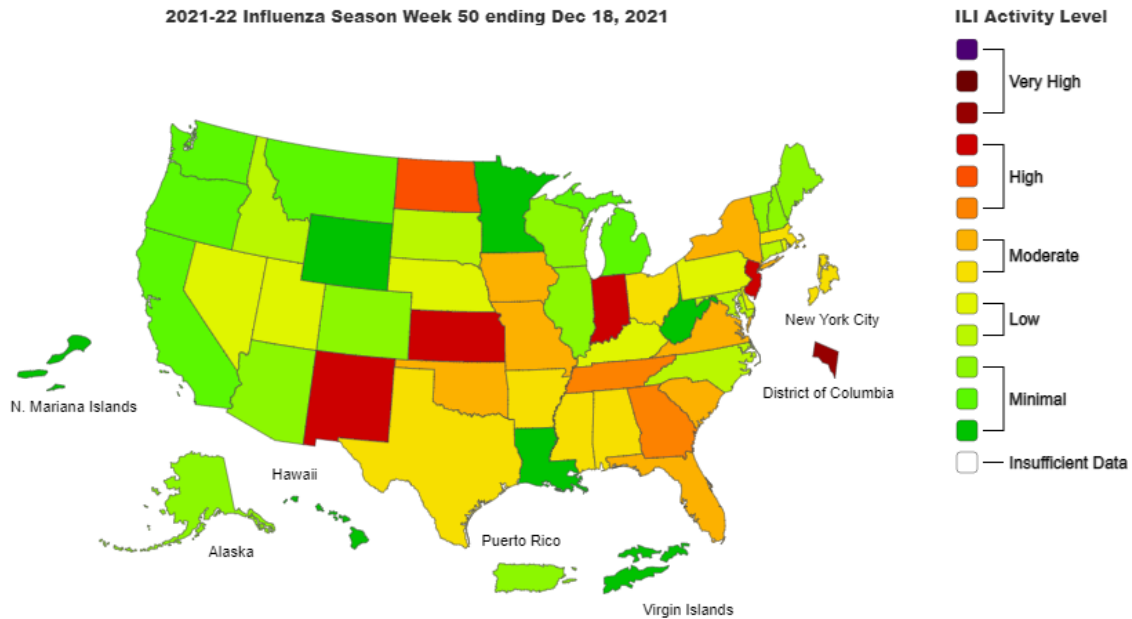 2021-22 Influenza Season Week 50 ending Dec 18, 2021
ILI Activity Level
Very High
High
Moderate
Low
Minimal
Insufficient Data
New York City
District of Columbia
N. Mariana Islands
Hawaii
Alaska
Puerto Rico
Virgin Islands